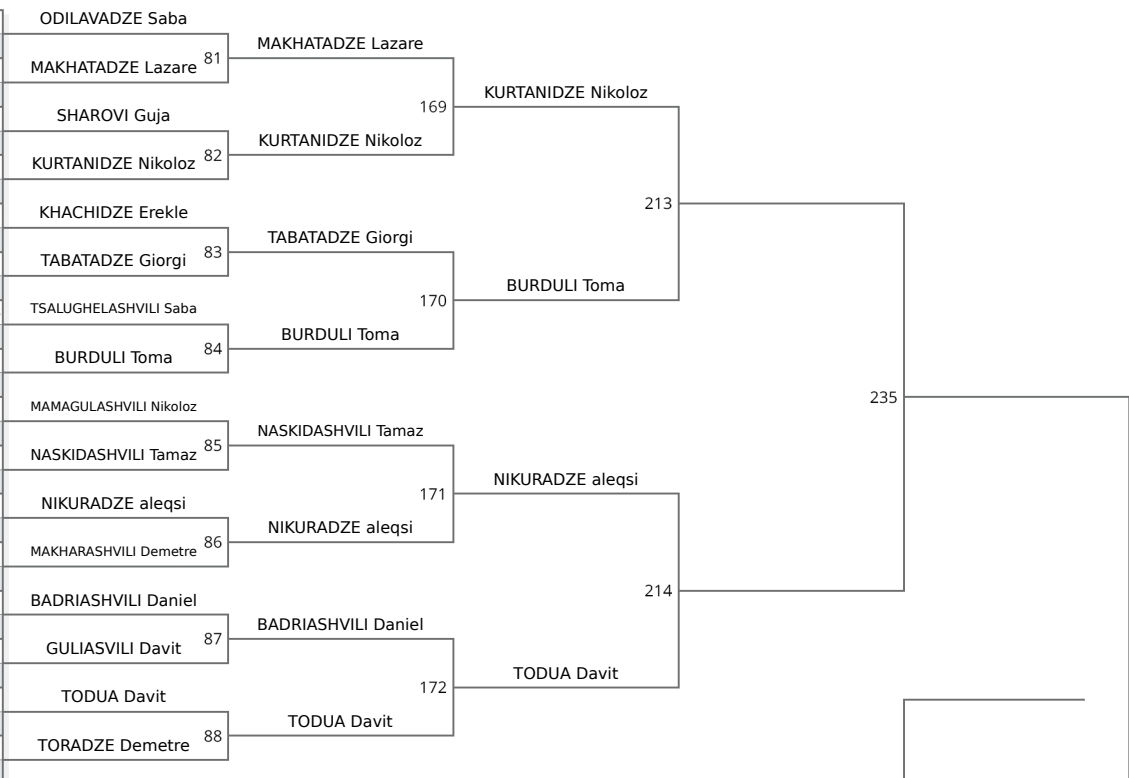 ODILAVADZE Saba
MAKHATADZE Lazare
81
MAKHATADZE Lazare
169
KURTANIDZE Nikoloz
SHAROVI Guja
KURTANIDZE Nikoloz
82
KURTANIDZE Nikoloz
213
KHACHIDZE Erekle
TABATADZE Giorgi
83
TABATADZE Giorgi
170
BURDULI Toma
TSALUGHELASHVILI Saba
BURDULI Toma
84
BURDULI Toma
235
MAMAGULASHVILI Nikoloz
NASKIDASHVILI Tamaz
85
NASKIDASHVILI Tamaz
171
NIKURADZE aleqsi
NIKURADZE aleqsi
MAKHARASHVILI Demetre
86
NIKURADZE aleqsi
214
BADRIASHVILI Daniel
GULIASVILI Davit
87
BADRIASHVILI Daniel
172
TODUA Davit
TODUA Davit
TORADZE Demetre
88
TODUA Davit